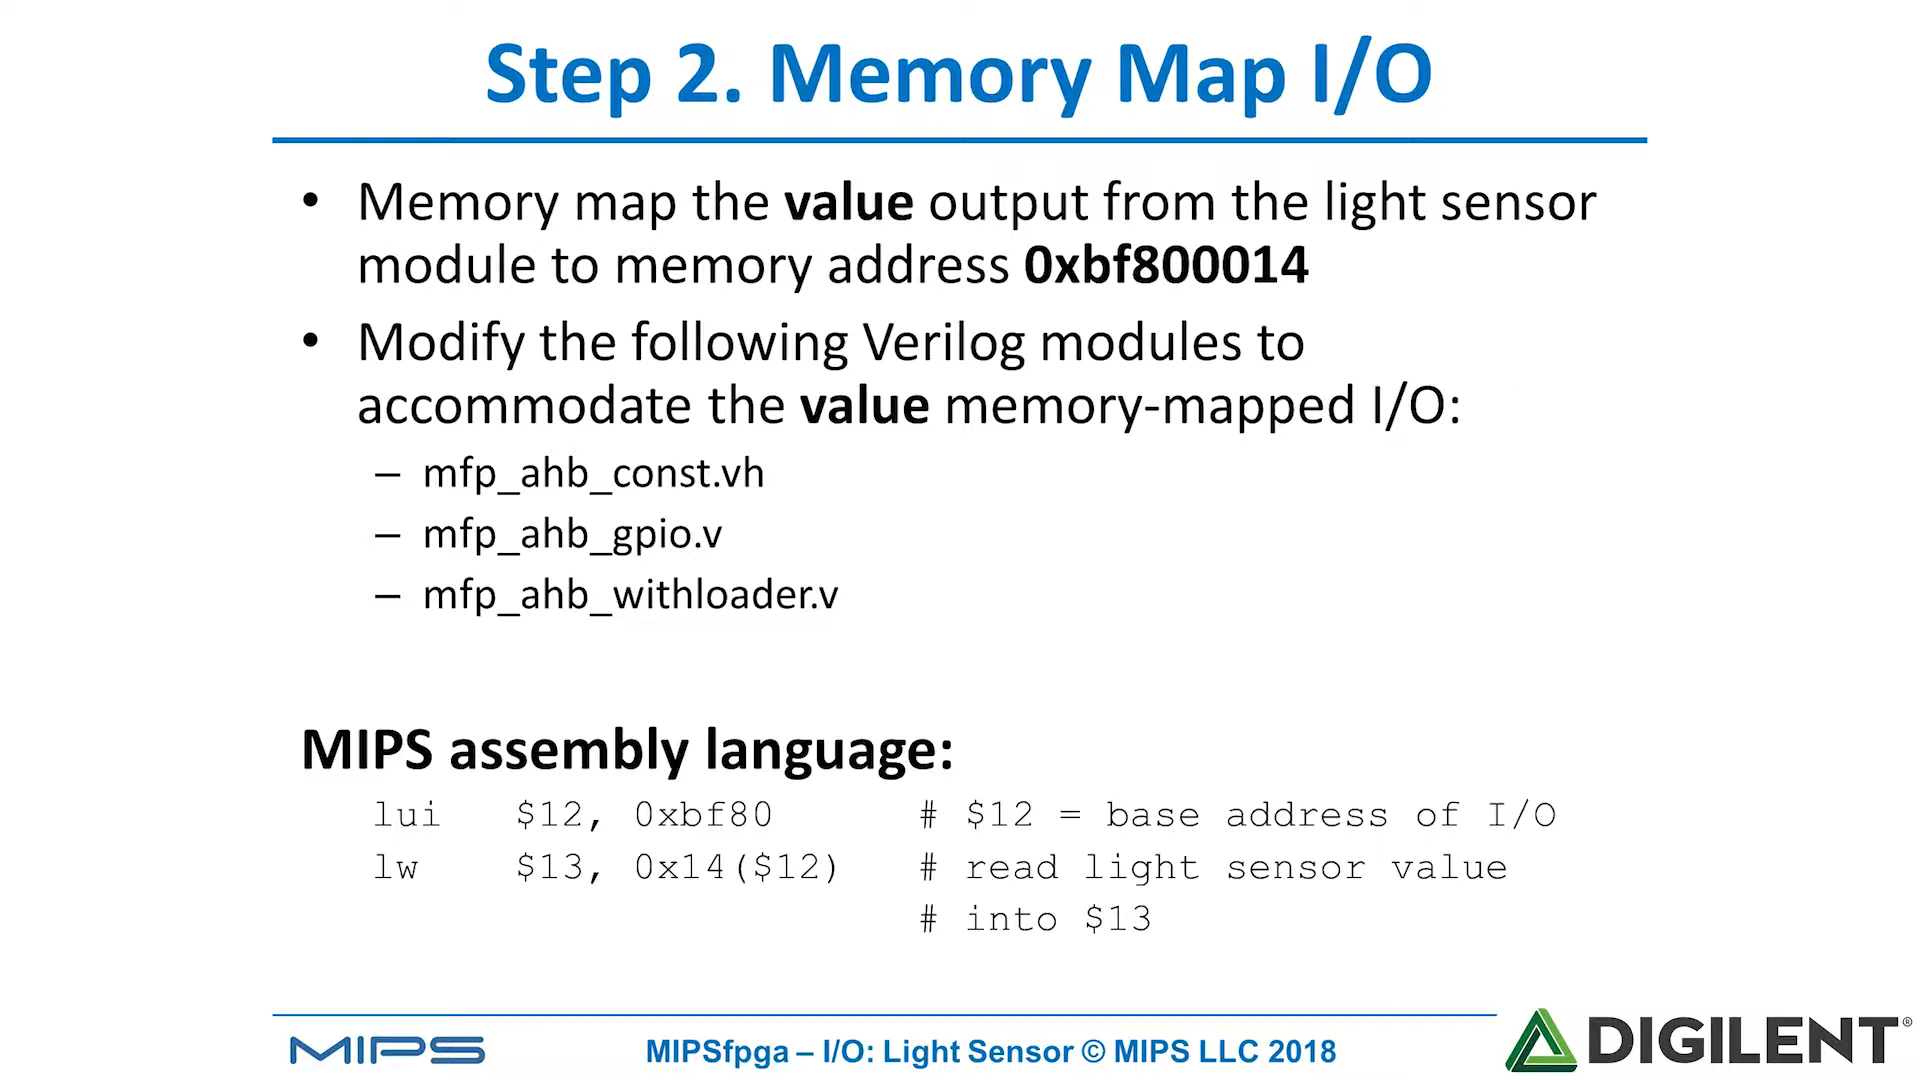 Step 2. Memory Map I/O
• Memory map the value output from the light sensor
module to memory address 0xbf800014
• Modify the following Verilog modules to
accommodate the value memory-mapped I/O:
– mfp_ahb_const.vh
– mfp_ahb_gpio.v
– mfp_ahb_withloader.v
MIPS assembly language:
lui $12, 0xbf80 # $12 = base address of I/O
lw $13, 0x14($12) # read light sensor value
# into $13
MIPS
MIPSfpga – I/O: Light Sensor © MIPS LLC 2018
DIGILENT®